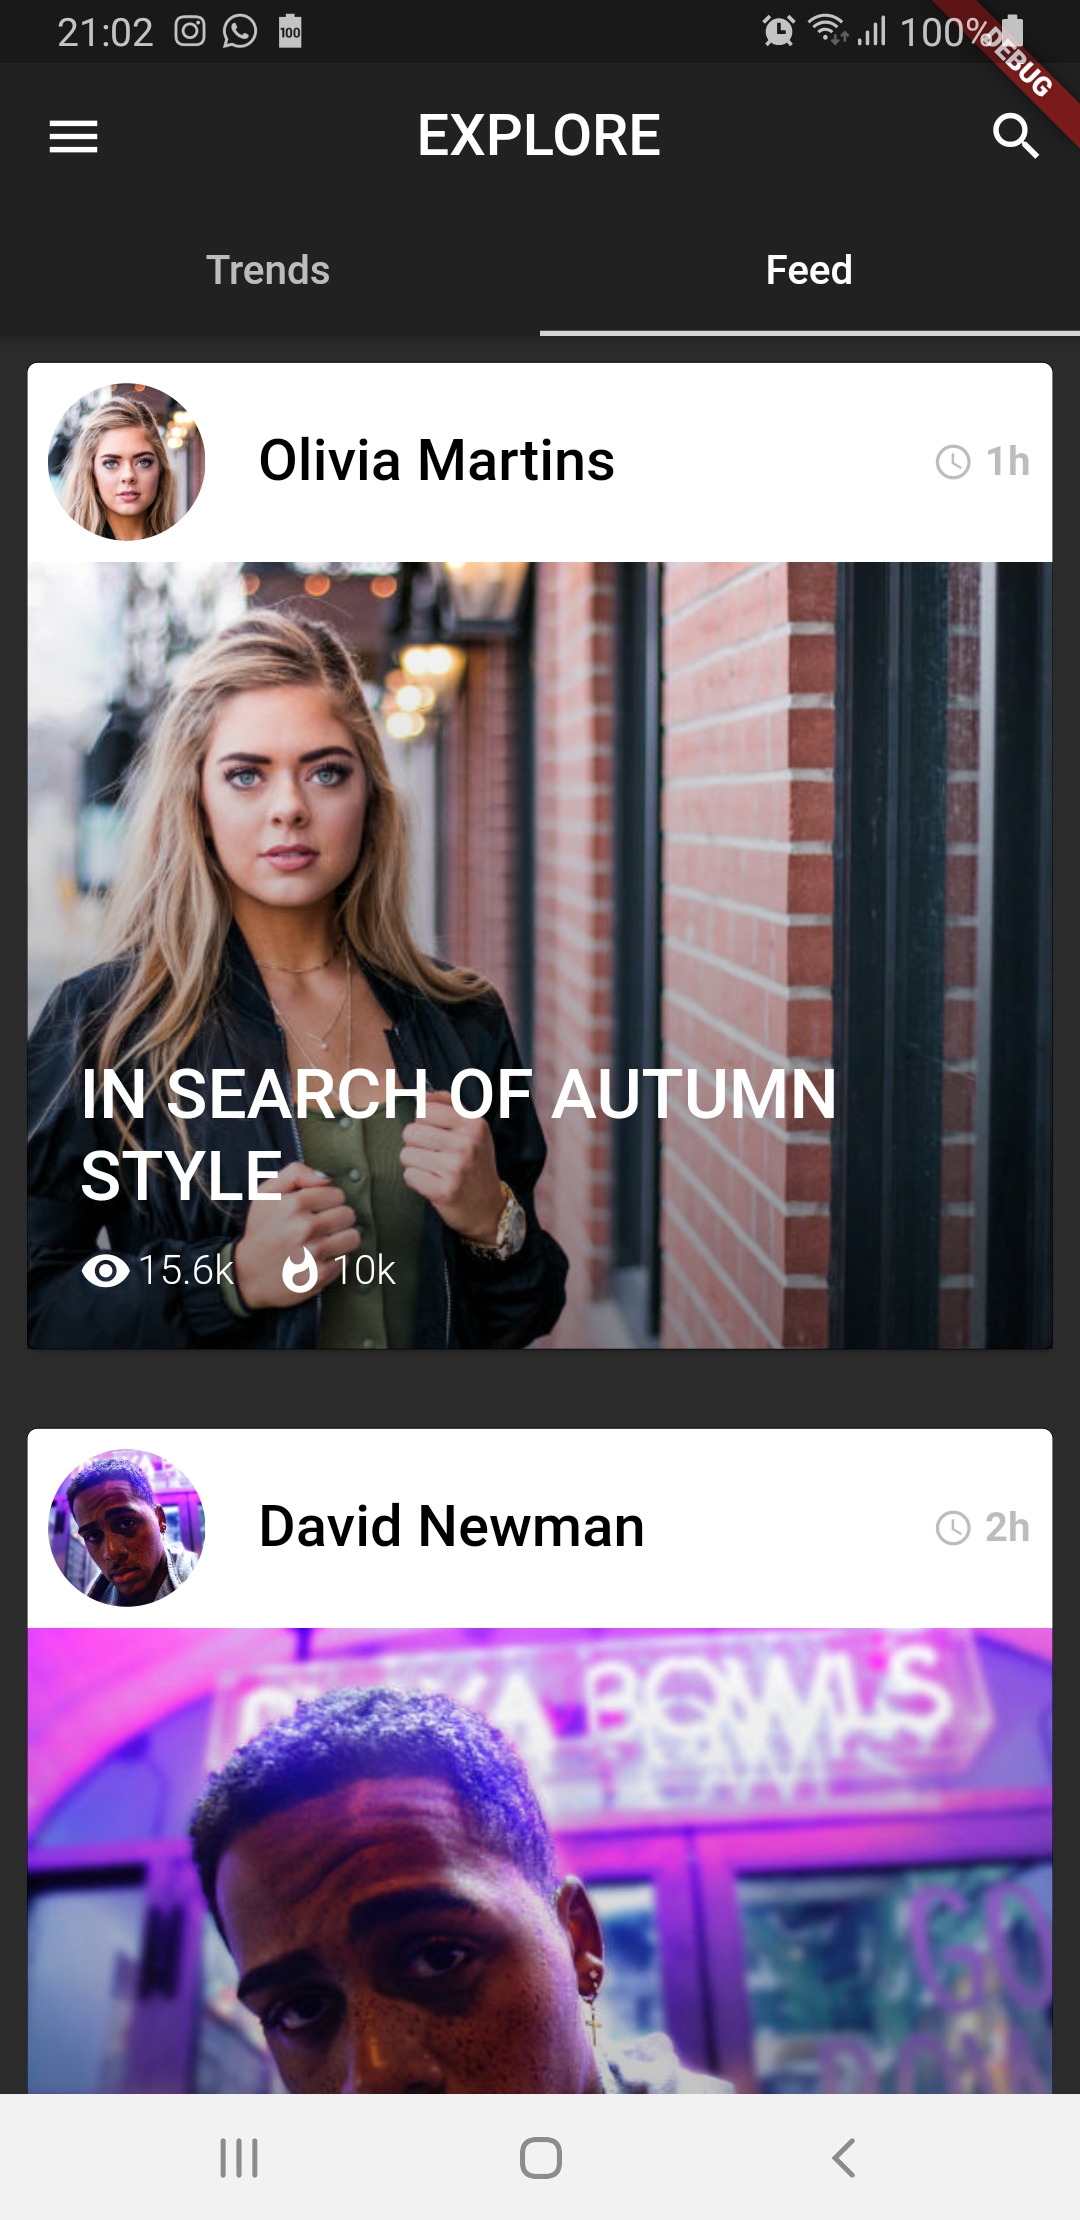 21:02
100
100%
DEBUG
EXPLORE
Trends
Feed
Olivia Martins
1h
IN SEARCH OF AUTUMN
STYLE
15.6k
10k
David Newman
2h
BOWLS
GO